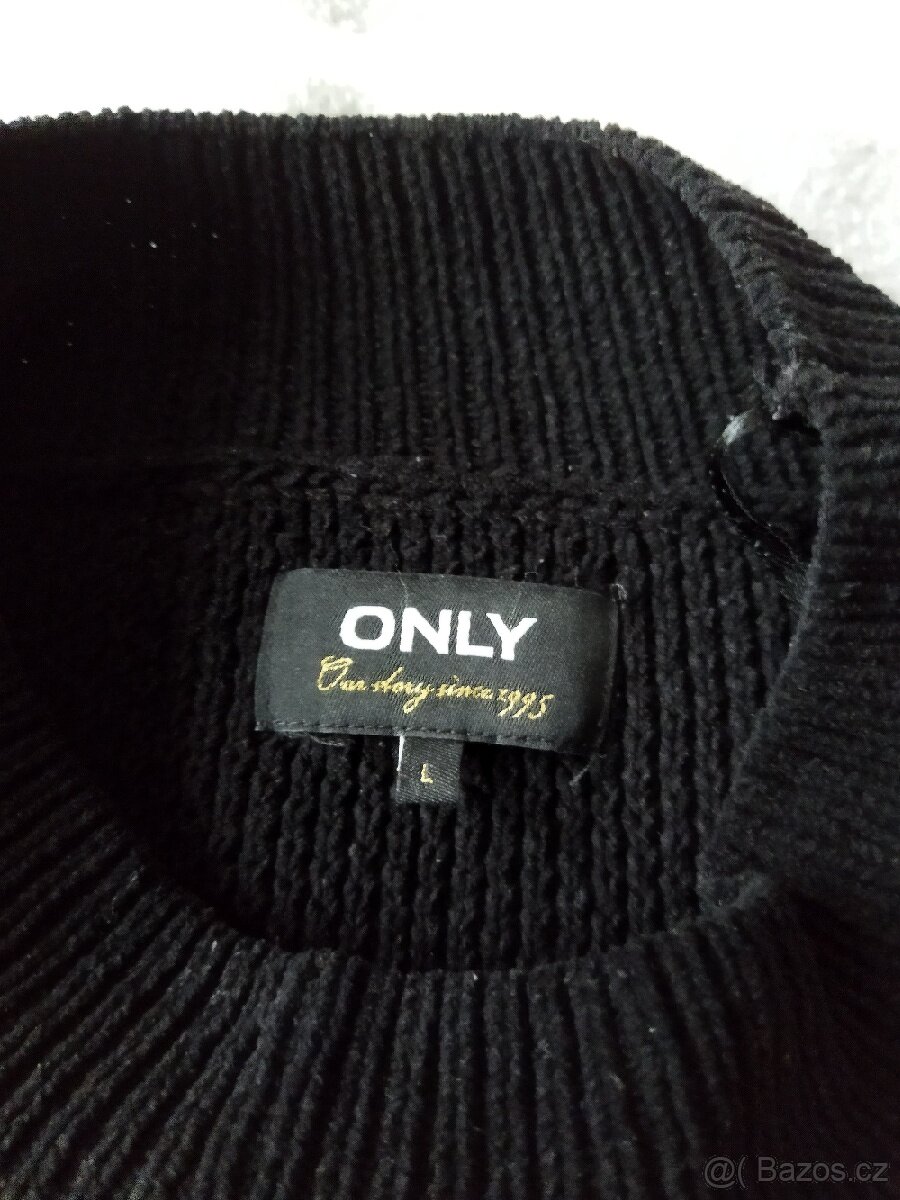 ONLY
Our story since 1995
L
@( Bazos.cz